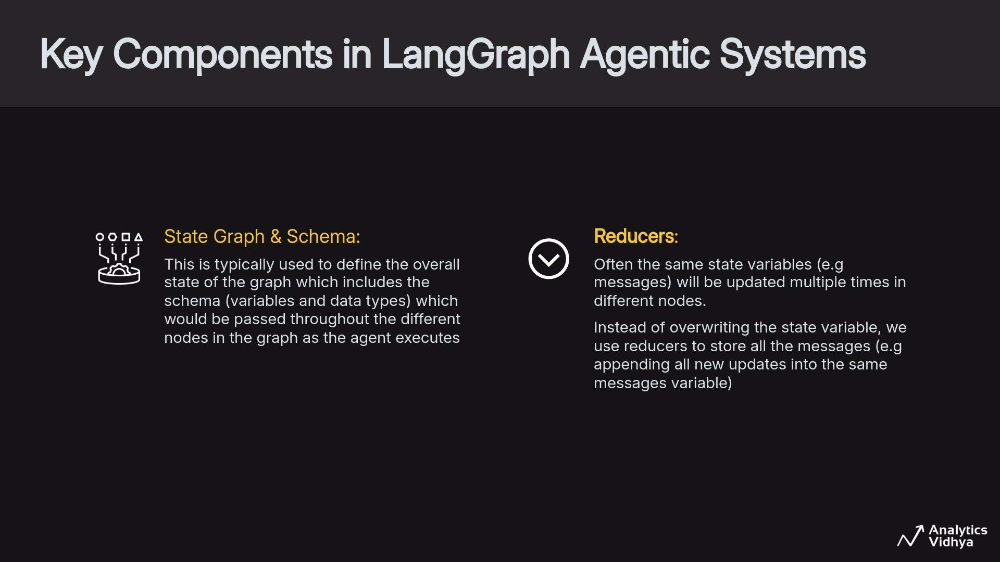 Key Components in LangGraph Agentic Systems
State Graph & Schema:
This is typically used to define the overall
state of the graph which includes the
schema (variables and data types) which
would be passed throughout the different
nodes in the graph as the agent executes
Reducers:
Often the same state variables (e.g
messages) will be updated multiple times in
different nodes.
Instead of overwriting the state variable, we
use reducers to store all the messages (e.g
appending all new updates into the same
messages variable)
Analytics
Vidhya